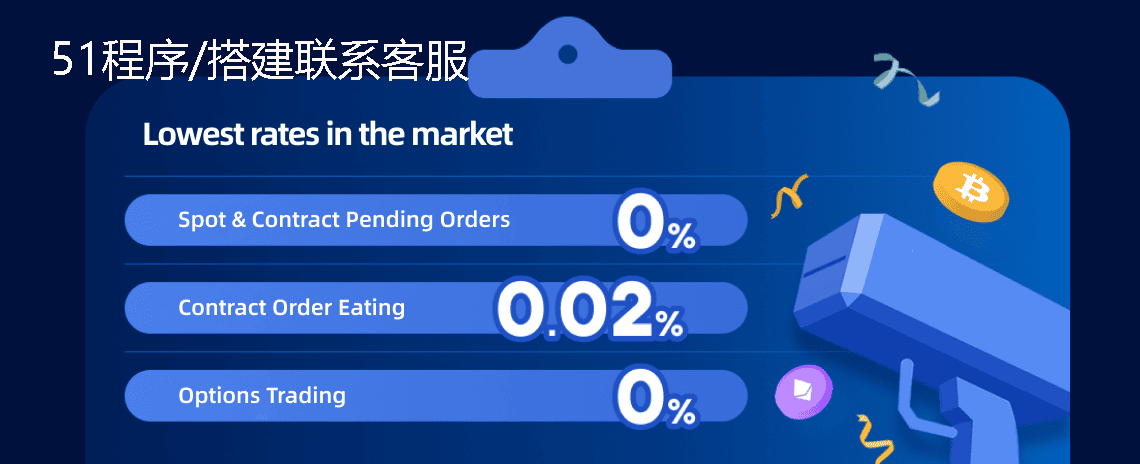 51程序/搭建联系客服
Lowest rates in the market
Spot & Contract Pending Orders 0%
Contract Order Eating 0.02%
Options Trading 0%